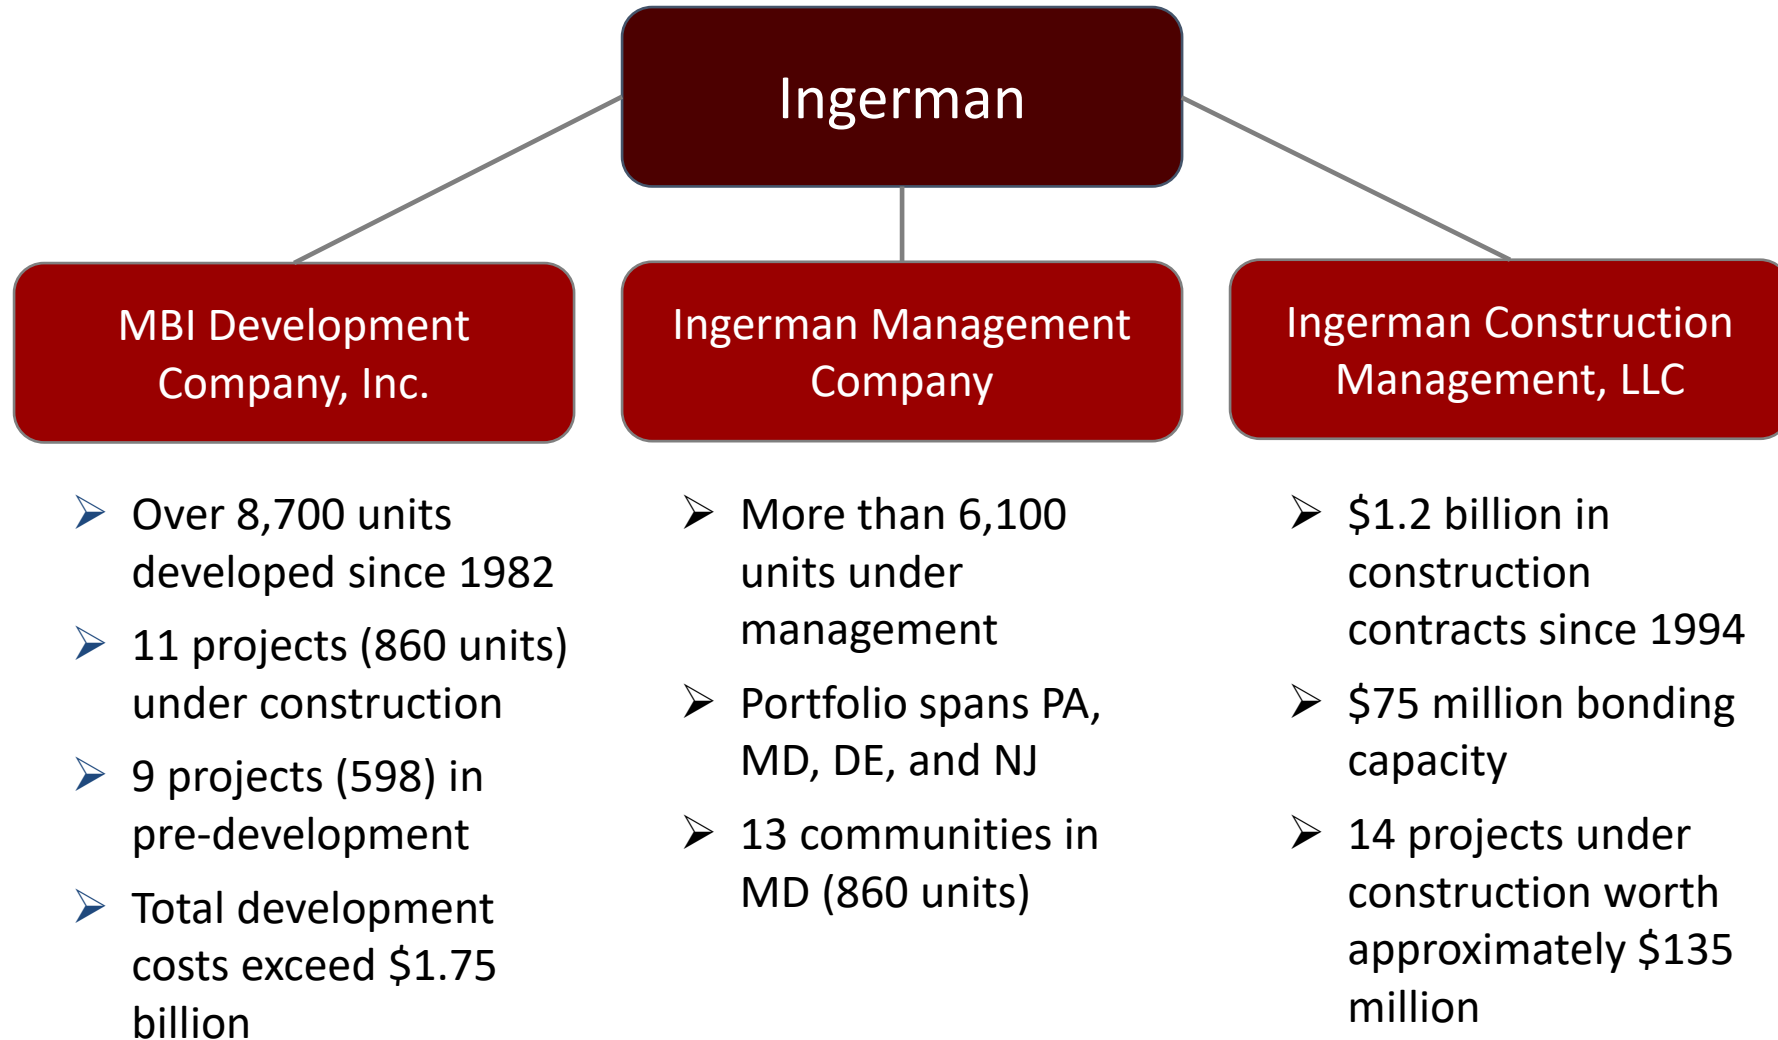 Ingerman
MBI Development
Company, Inc.
➢ Over 8,700 units
developed since 1982
➢ 11 projects (860 units)
under construction
➢ 9 projects (598) in
pre-development
➢ Total development
costs exceed $1.75
billion
Ingerman Management
Company
➢ More than 6,100
units under
management
➢ Portfolio spans PA,
MD, DE, and NJ
➢ 13 communities in
MD (860 units)
Ingerman Construction
Management, LLC
➢ $1.2 billion in
construction
contracts since 1994
➢ $75 million bonding
capacity
➢ 14 projects under
construction worth
approximately $135
million